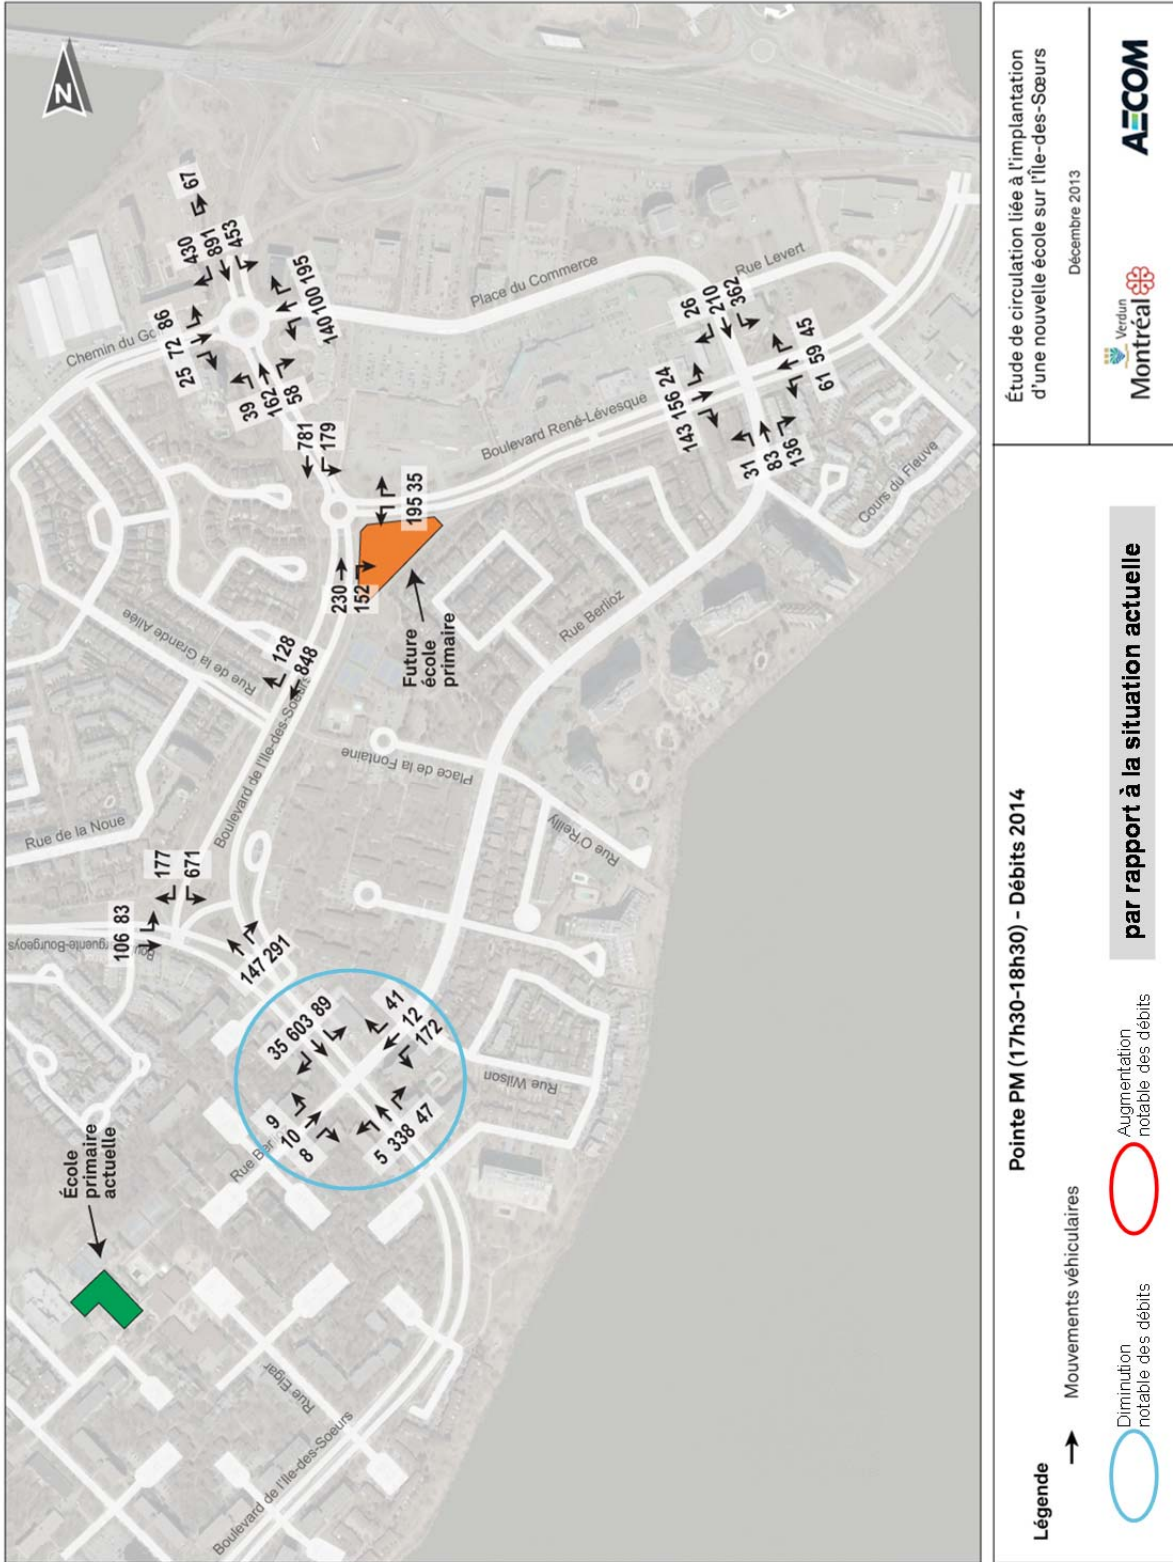 N
École
primaire
actuelle
Rue Elgar
Boulevard de l'Ile-des-Soeurs
9
10
8
35 603 89
41
12
172
5 338 47
Rue Wilson
147 291
106 83
177
671
Rue de la Noue
Boulevard de l'Ile-des-Soeurs
Rue de la Grande Allée
128
848
Place de la Fontaine
Rue O'Reilly
Rue Berlioz
230
152
Future
école
primaire
195 35
781
179
39
162
58
Chemin du
25 72 86
430
891
453
67
140 100 195
Place du Commerce
Boulevard René-Lévesque
Rue Levert
143 156 24
26
210
362
31
83
136
61 59 45
Cours du Fleuve
Pointe PM (17h30-18h30) - Débits 2014
Légende
Mouvements véhiculaires
Diminution
notable des débits
Augmentation
notable des débits
par rapport à la situation actuelle
Étude de circulation liée à l'implantation
d'une nouvelle école sur l'Île-des-Sœurs
Décembre 2013
Verdun
Montréal
AECOM